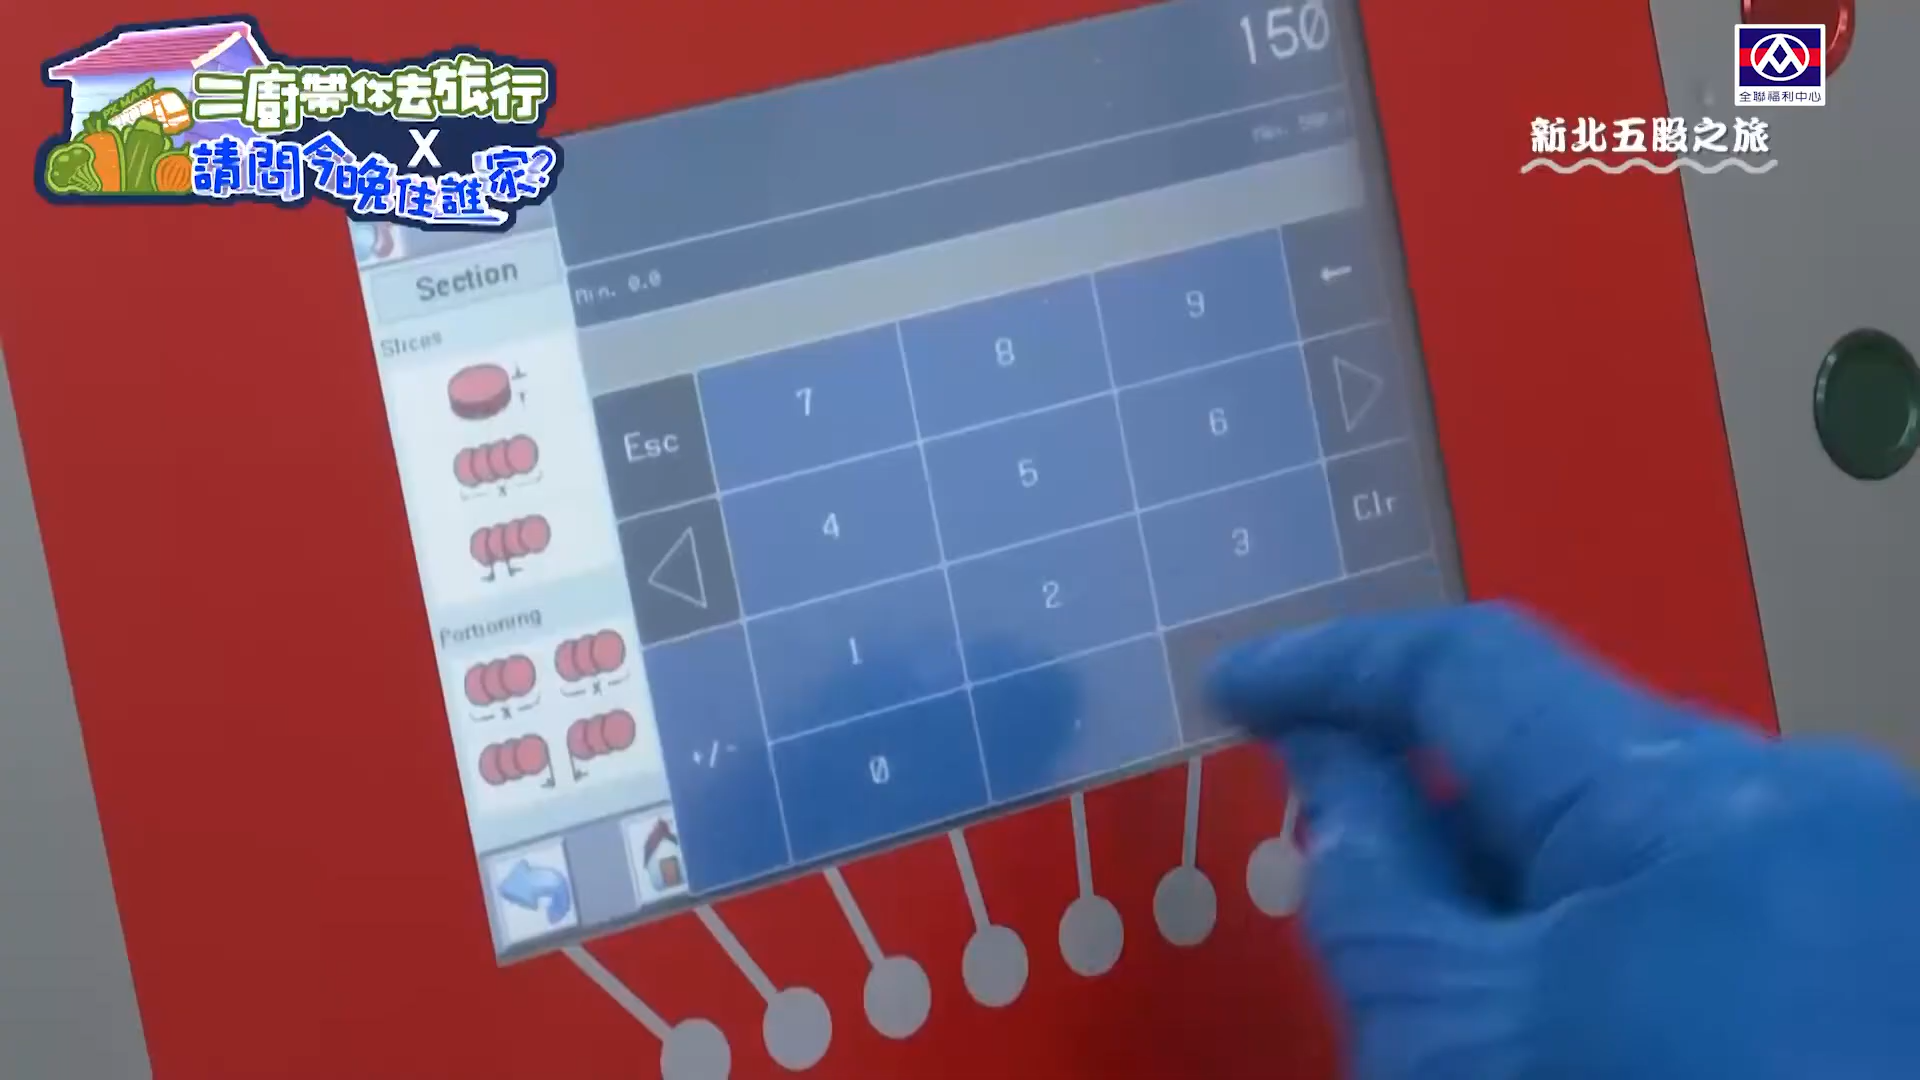 二廚帶你去旅行
X
請問今晚住誰家?
PX MART
全聯福利中心
新北五股之旅
150
Min. 0.0
Section
Slices
Portioning
Esc
7
8
9
←
4
5
6
1
2
3
Clr
+/-
0
.